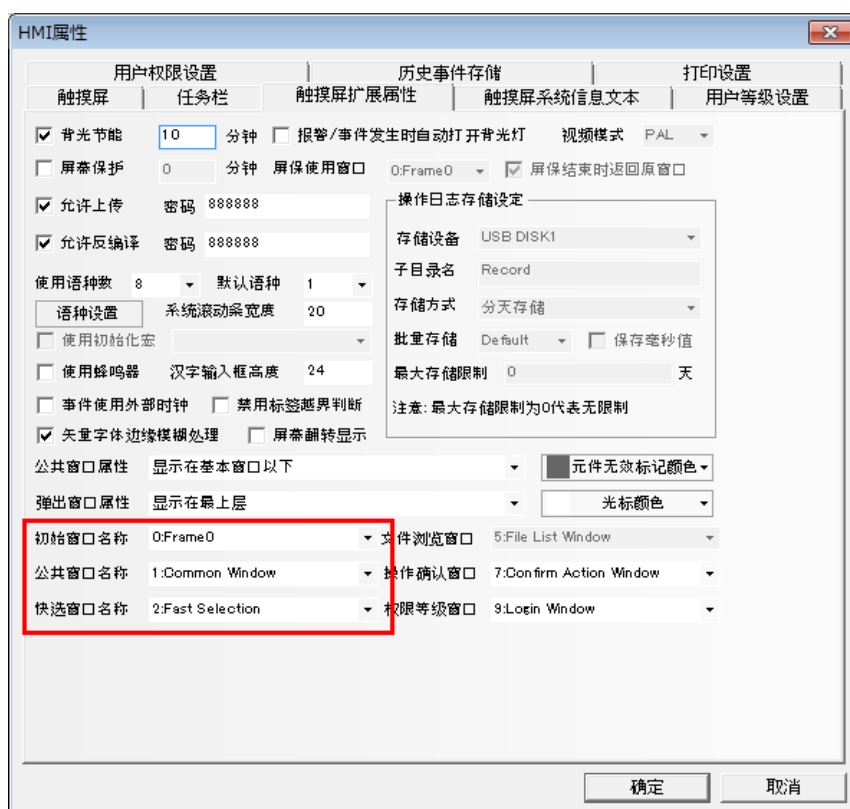 HMI属性
用户权限设置 历史事件存储 打印设置
触摸屏 任务栏 触摸屏扩展属性 触摸屏系统信息文本 用户等级设置
背光节能 10 分钟 报警/事件发生时自动打开背光灯 视频模式 PAL
屏幕保护 0 分钟 屏保使用窗口 0:Frame0 屏保结束时返回原窗口
允许上传 密码 888888
操作日志存储设定
允许反编译 密码 888888
存储设备 USB DISK1
子目录名 Record
使用语种数 8 默认语种 1
语种设置 系统滚动条宽度 20
存储方式 分天存储
使用初始化宏
批量存储 Default 保存毫秒值
使用蜂鸣器 汉字输入框高度 24
最大存储限制 0 天
事件使用外部时钟 禁用标签越界判断
注意:最大存储限制为0代表无限制
矢量字体边缘模糊处理 屏幕翻转显示
公共窗口属性 显示在基本窗口以下 元件无效标记颜色
弹出窗口属性 显示在最上层 光标颜色
初始窗口名称 0:Frame0 文件浏览窗口 5:File List Window
公共窗口名称 1:Common Window 操作确认窗口 7:Confirm Action Window
快选窗口名称 2:Fast Selection 权限等级窗口 9:Login Window
确定 取消